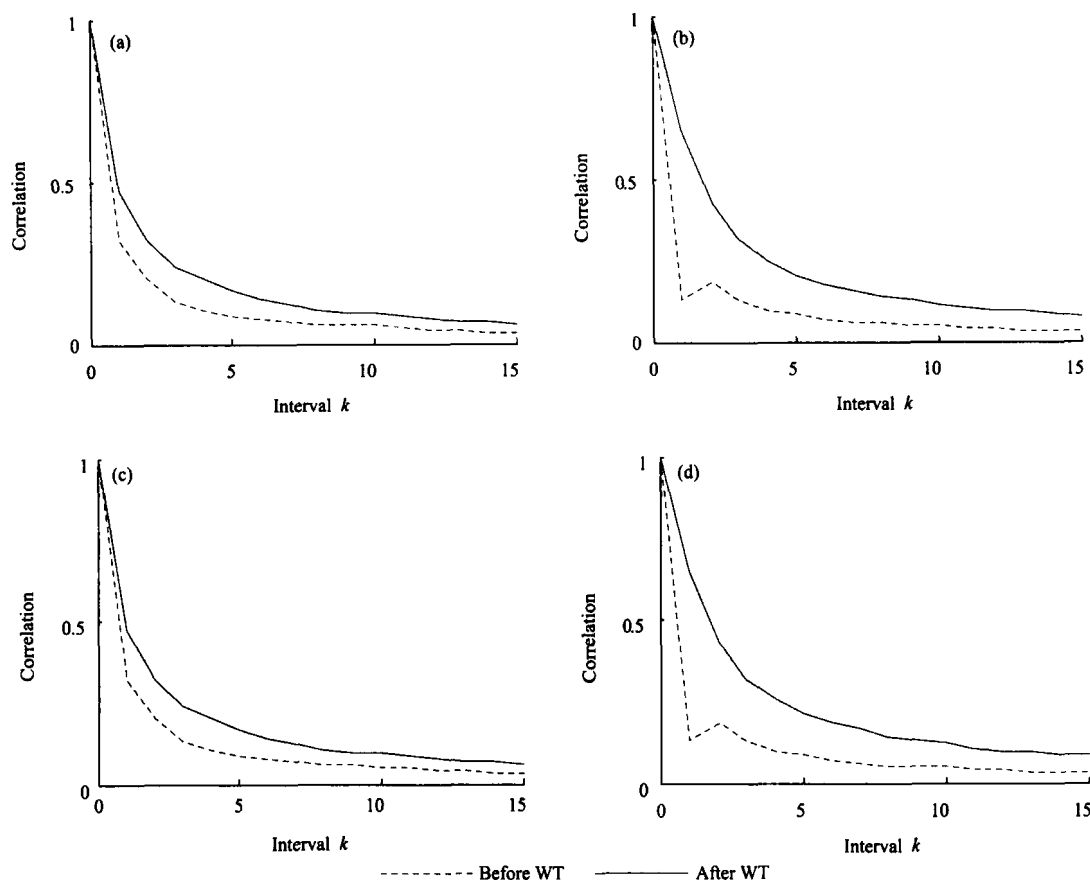 1
(a)
Correlation
0.5
0
0
5
10
15
Interval k
1
(b)
Correlation
0.5
0
0
5
10
15
Interval k
1
(c)
Correlation
0.5
0
0
5
10
15
Interval k
1
(d)
Correlation
0.5
0
0
5
10
15
Interval k
Before WT
After WT